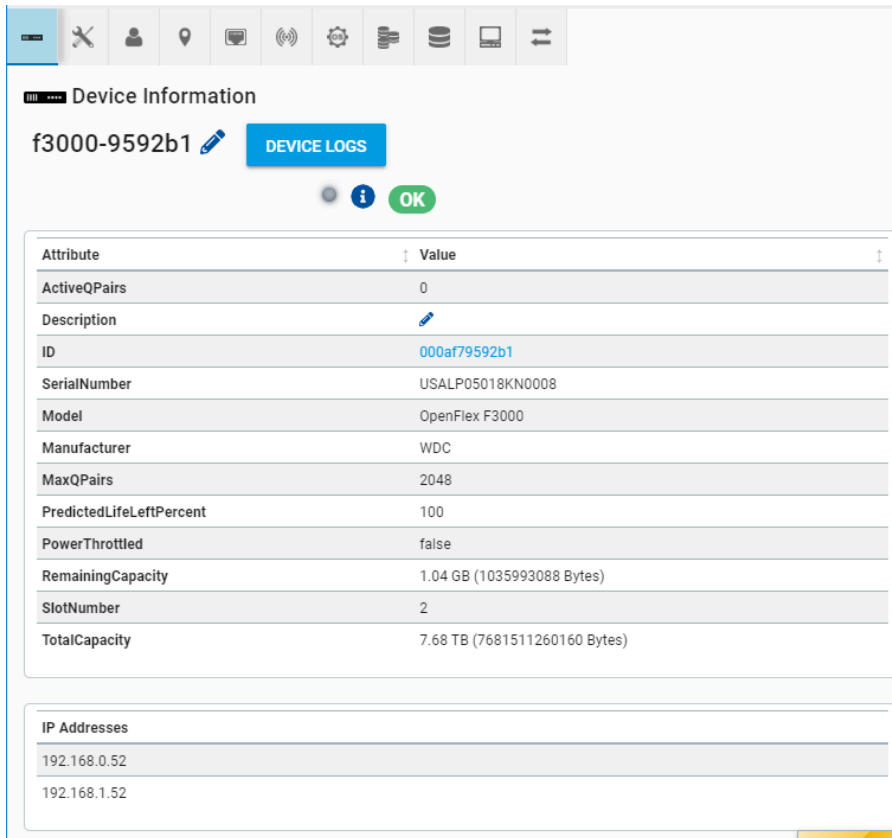 OS
Device Information
f3000-9592b1 DEVICE LOGS
i OK
Attribute Value
ActiveQPairs 0
Description
ID 000af79592b1
SerialNumber USALP05018KN0008
Model OpenFlex F3000
Manufacturer WDC
MaxQPairs 2048
PredictedLifeLeftPercent 100
PowerThrottled false
RemainingCapacity 1.04 GB (1035993088 Bytes)
SlotNumber 2
TotalCapacity 7.68 TB (7681511260160 Bytes)
IP Addresses
192.168.0.52
192.168.1.52